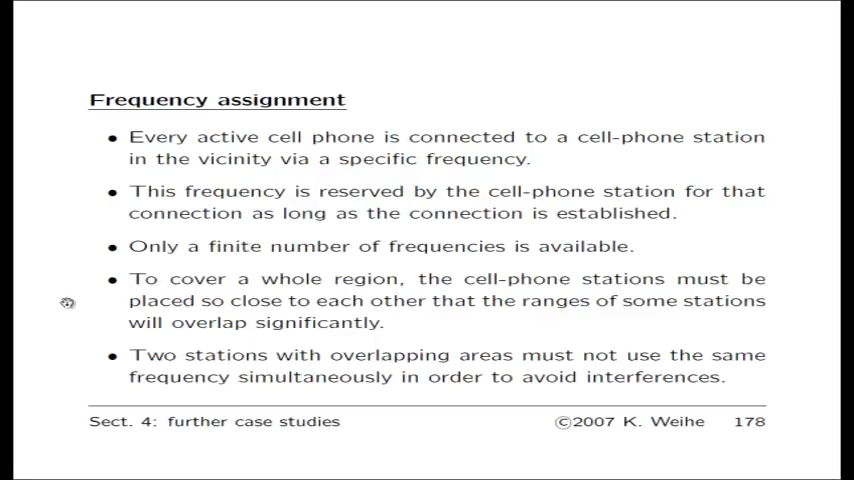 Frequency assignment
● Every active cell phone is connected to a cell-phone station
in the vicinity via a specific frequency.
● This frequency is reserved by the cell-phone station for that
connection as long as the connection is established.
● Only a finite number of frequencies is available.
● To cover a whole region, the cell-phone stations must be
placed so close to each other that the ranges of some stations
will overlap significantly.
● Two stations with overlapping areas must not use the same
frequency simultaneously in order to avoid interferences.
Sect. 4: further case studies ©2007 K. Weihe 178